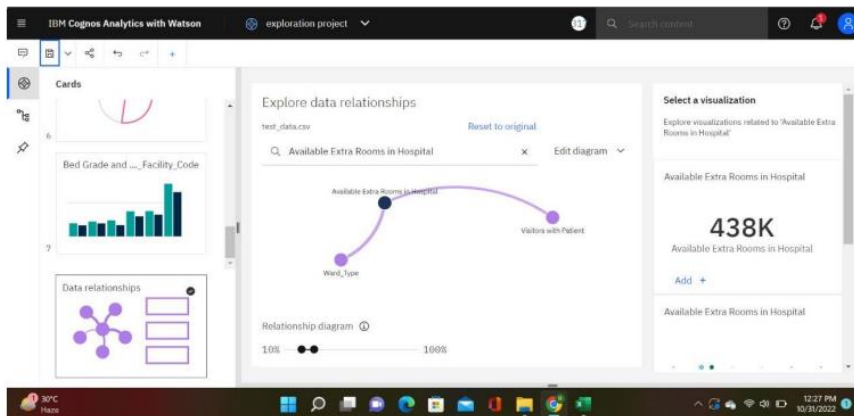 IBM Cognos Analytics with Watson
exploration project
Search content
Cards
6
Bed Grade and ...._Facility_Code
7
Data relationships
Explore data relationships
test_data.csv
Reset to original
Available Extra Rooms in Hospital
Edit diagram
Available Extra Rooms in Hospital
Visitors with Patient
Ward_Type
Relationship diagram
10%
100%
Select a visualization
Explore visualizations related to 'Available Extra
Rooms in Hospital'
Available Extra Rooms in Hospital
438K
Available Extra Rooms in Hospital
Add +
Available Extra Rooms in Hospital
30°C
Haze
12:27 PM
10/31/2022